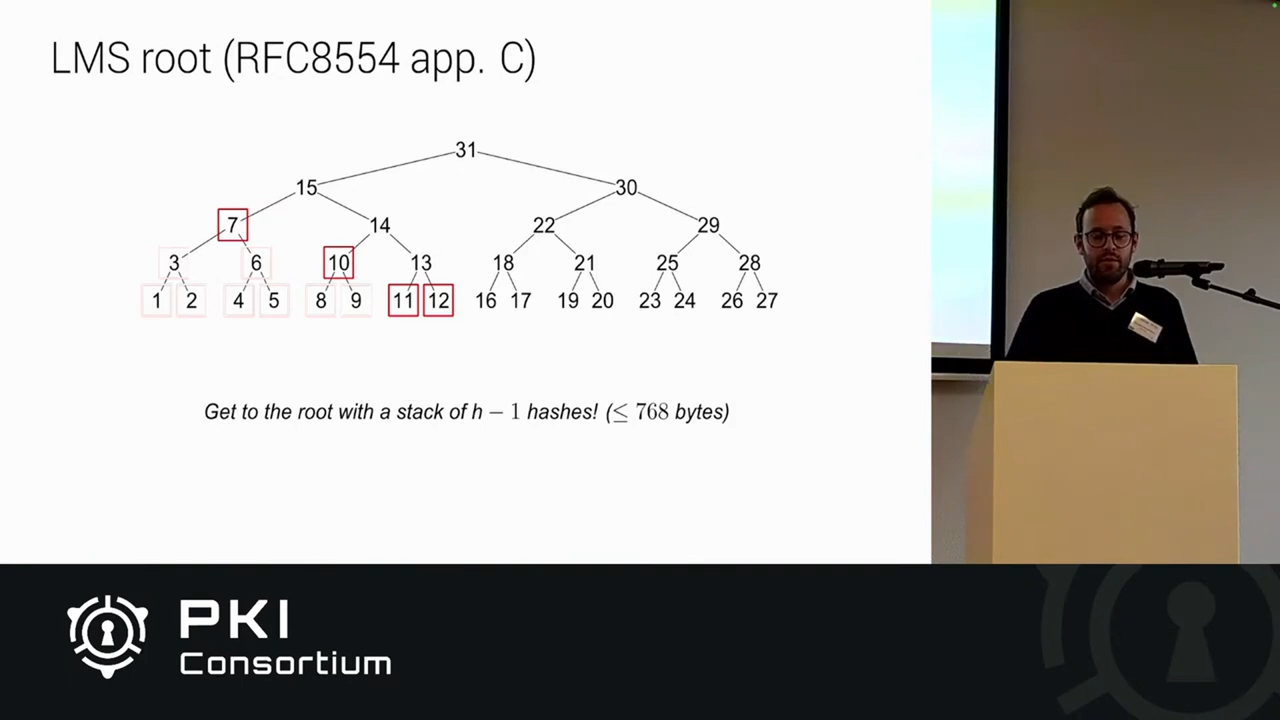 LMS root (RFC8554 app. C)
31
15 30
7 14 22 29
3 6 10 13 18 21 25 28
1 2 4 5 8 9 11 12 16 17 19 20 23 24 26 27
Get to the root with a stack of h − 1 hashes! (≤ 768 bytes)
PKI
Consortium